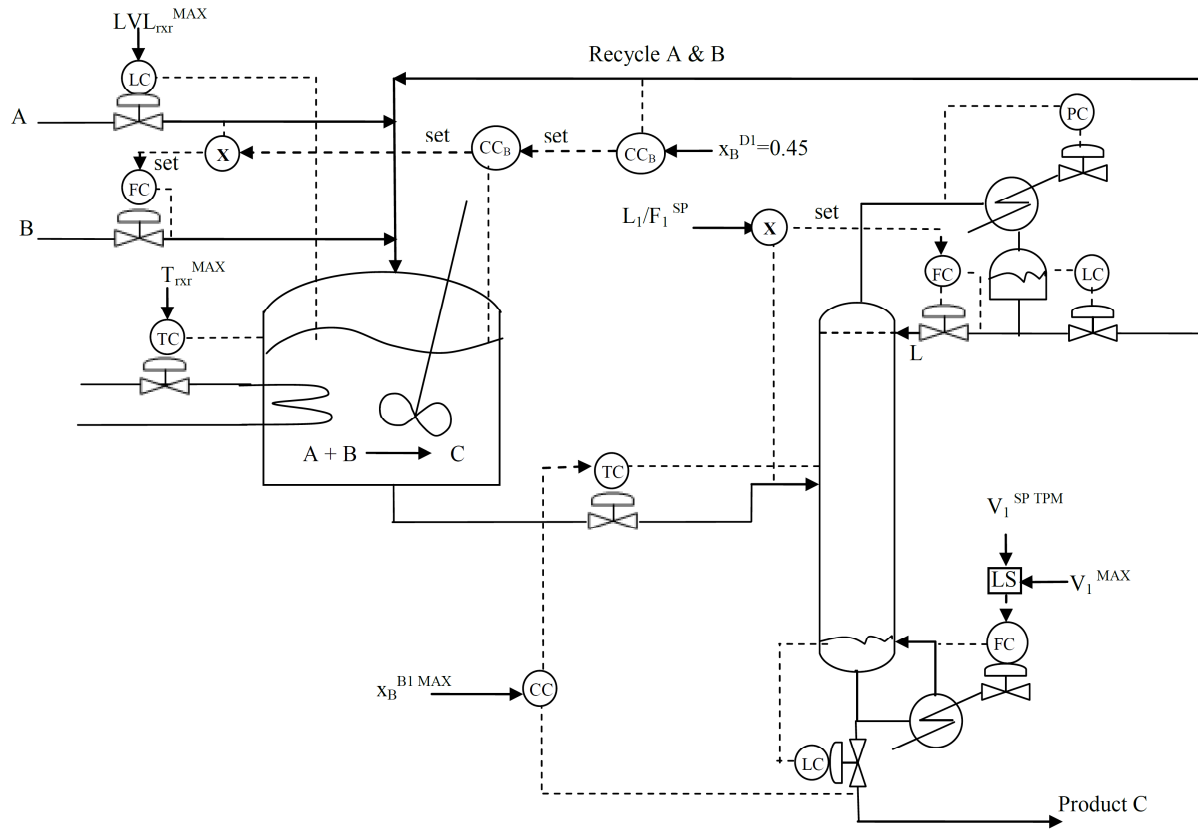 LVL_rxr^MAX
Recycle A & B
LC
PC
A
set
set
X
CC_B
CC_B
x_B^D1=0.45
set
FC
B
L_1/F_1^SP
X
set
T_rxr^MAX
FC
LC
TC
L
A + B C
TC
V_1^SP TPM
LS
V_1^MAX
FC
x_B^B1 MAX
CC
LC
Product C